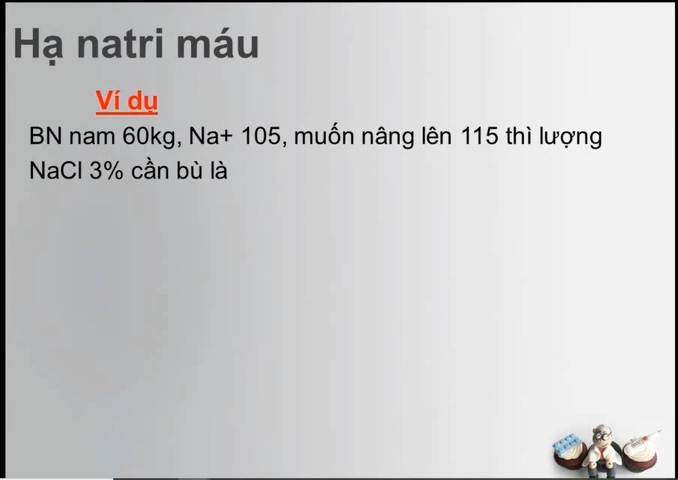 Hạ natri máu
Ví dụ
BN nam 60kg, Na+ 105, muốn nâng lên 115 thì lượng
NaCl 3% cần bù là